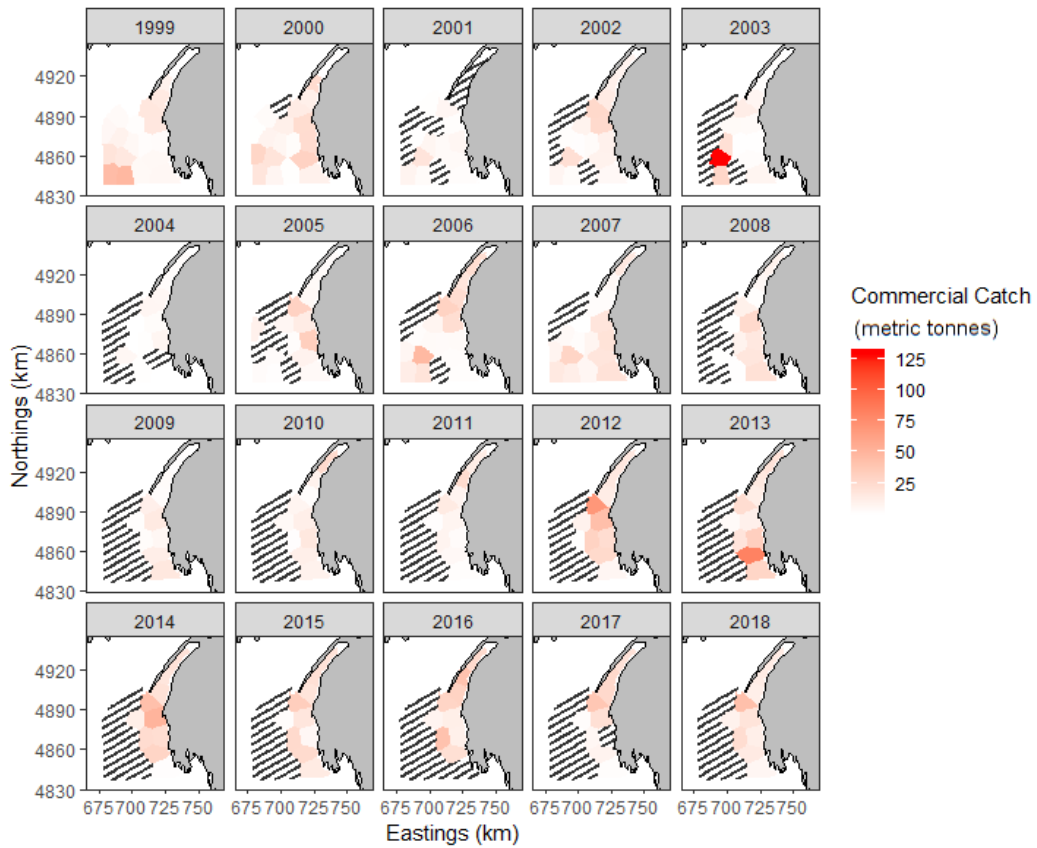 1999 2000 2001 2002 2003
4920
4890
4860
4830
2004 2005 2006 2007 2008
4920
4890
4860
4830
2009 2010 2011 2012 2013
4920
4890
4860
4830
2014 2015 2016 2017 2018
4920
4890
4860
4830
675 700 725 750 675 700 725 750 675 700 725 750 675 700 725 750 675 700 725 750
Eastings (km)
Northings (km)
Commercial Catch
(metric tonnes)
125
100
75
50
25